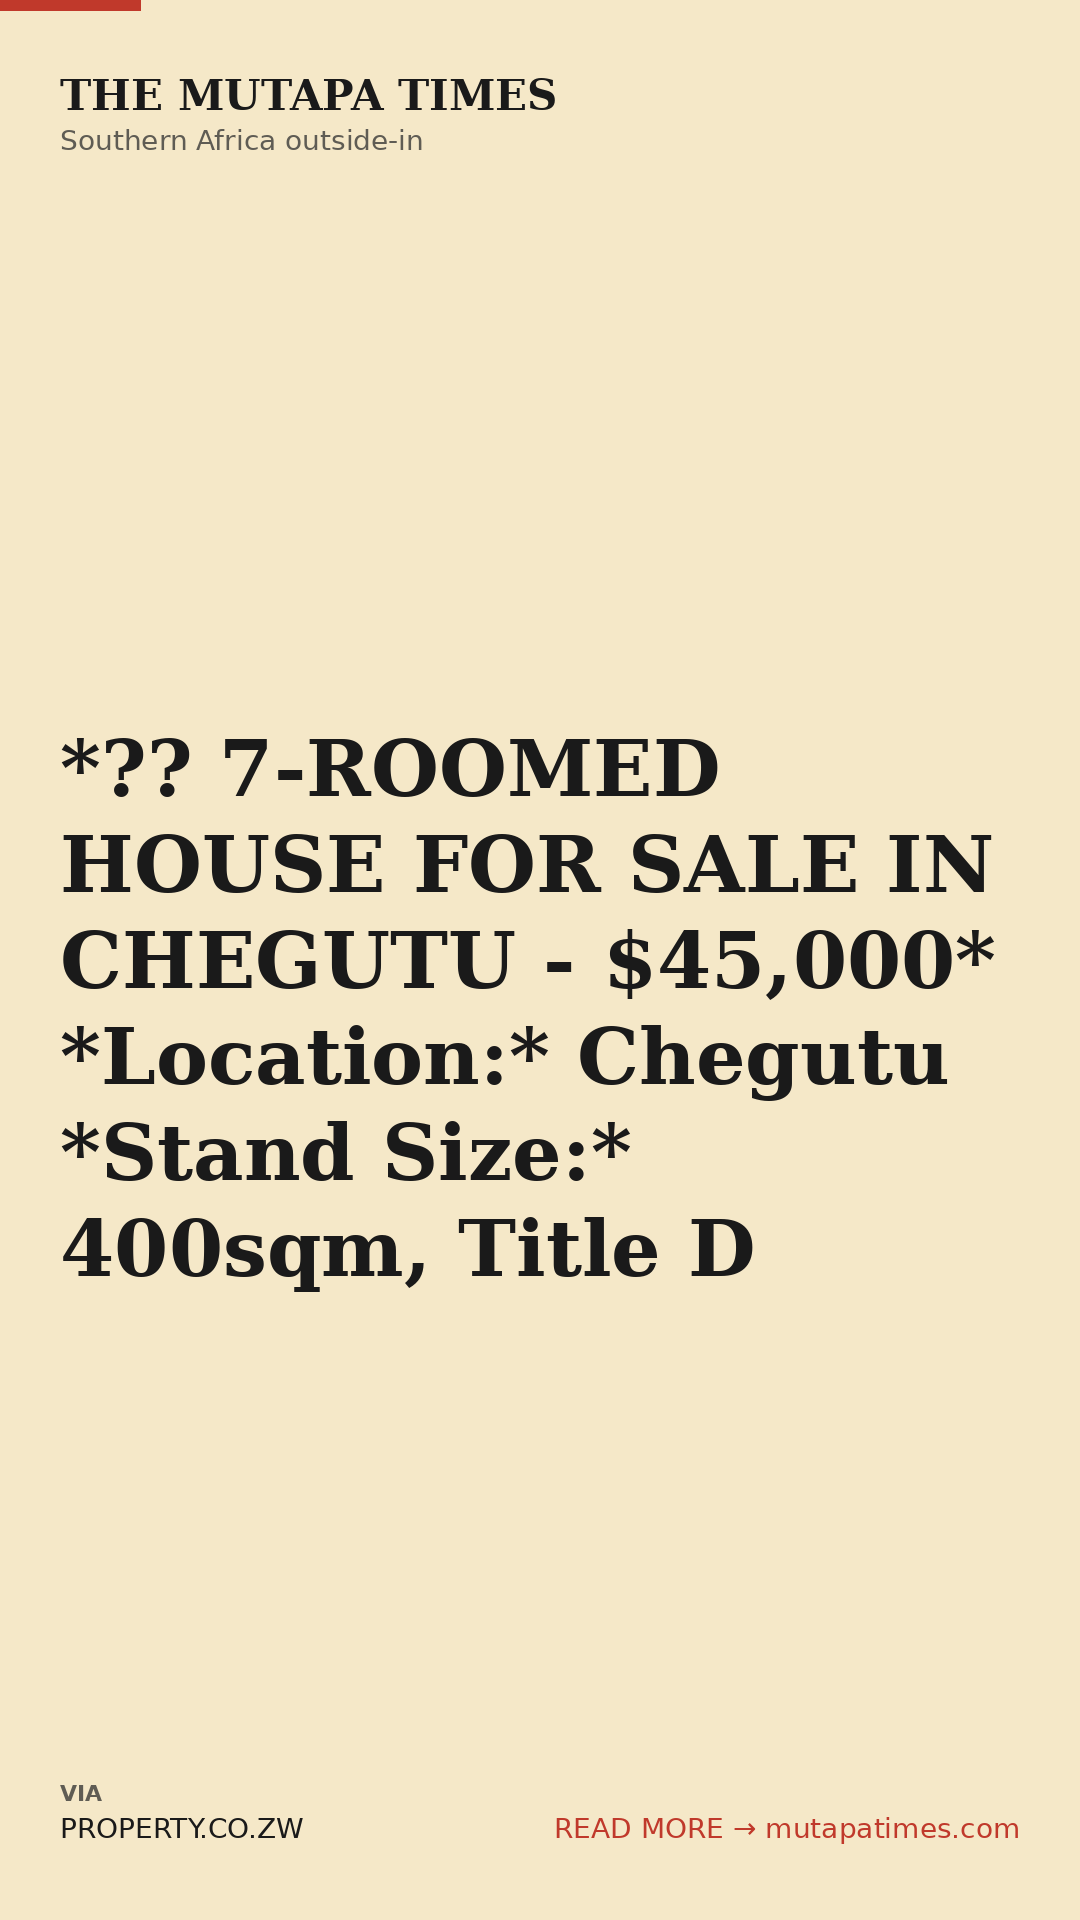 THE MUTAPA TIMES
Southern Africa outside-in
*?? 7-ROOMED
HOUSE FOR SALE IN
CHEGUTU - $45,000*
*Location:* Chegutu
*Stand Size:*
400sqm, Title D
VIA
PROPERTY.CO.ZW
READ MORE → mutapatimes.com